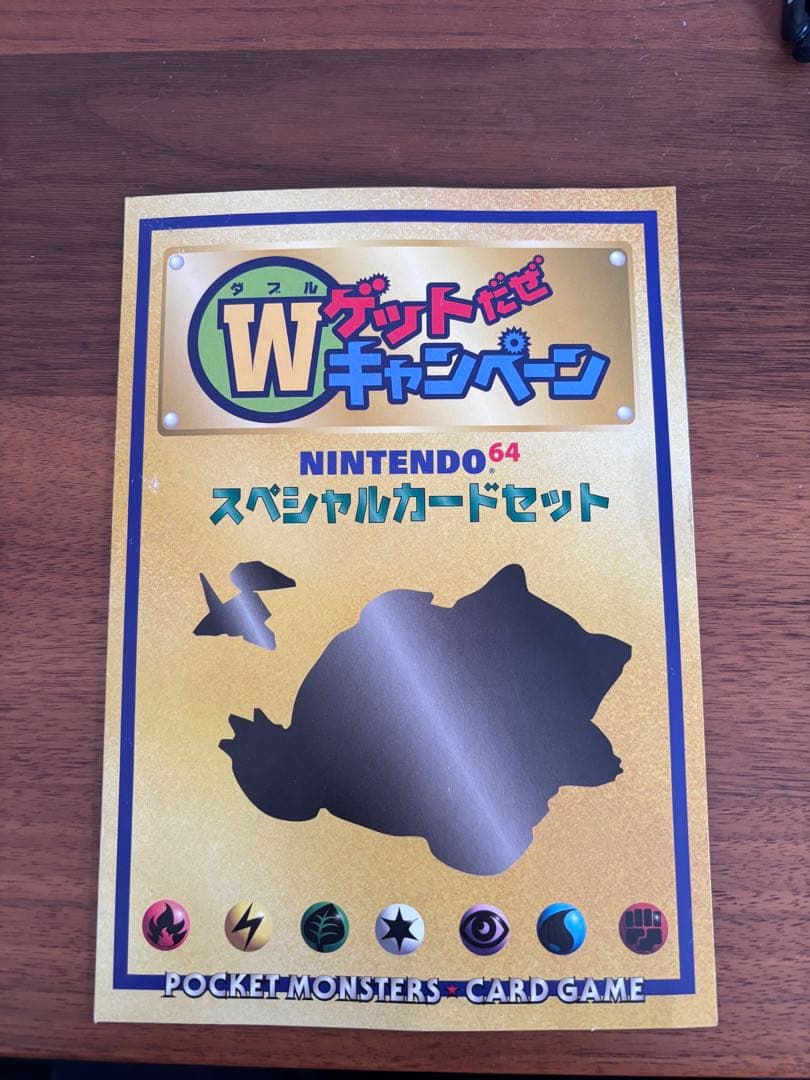 ダブル
Wゲットだぜ
キャンペーン
NINTENDO64®
スペシャルカードセット
POCKET MONSTERS★CARD GAME